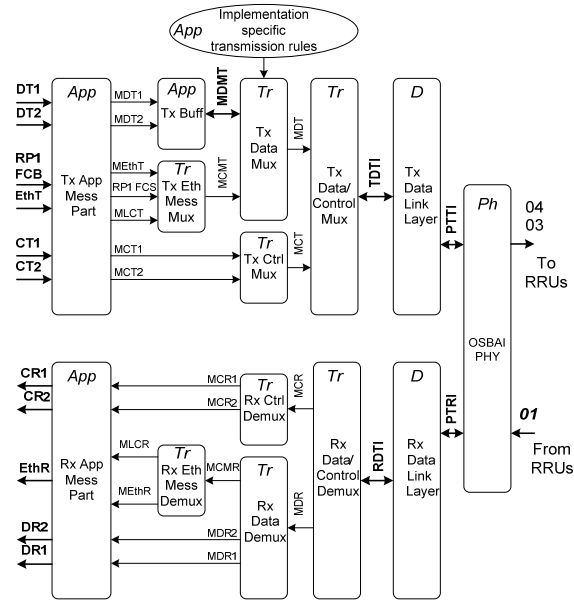 App
Implementation
specific
transmission rules
DT1
DT2
RP1
FCB
EthT
CT1
CT2
App
Tx App
Mess
Part
MDT1
MDT2
MEthT
RP1 FCS
MLCT
MCT1
MCT2
App
Tx Buff
MDMT
Tr
Tx Eth
Mess
Mux
MCMT
Tr
Tx
Data
Mux
MDT
Tr
Tx Ctrl
Mux
MCT
Tr
Tx
Data/
Control
Mux
TDTI
D
Tx
Data
Link
Layer
PTTI
Ph
OSBAI
PHY
04
03
To
RRUs
CR1
CR2
EthR
DR2
DR1
App
Rx App
Mess
Part
MCR1
MCR2
MLCR
MEthR
MDR2
MDR1
Tr
Rx Ctrl
Demux
MCR
Tr
Rx Eth
Mess
Demux
MCMR
Tr
Rx
Data
Demux
MDR
Tr
Rx
Data/
Control
Demux
RDTI
D
Rx
Data
Link
Layer
PTRI
01
From
RRUs